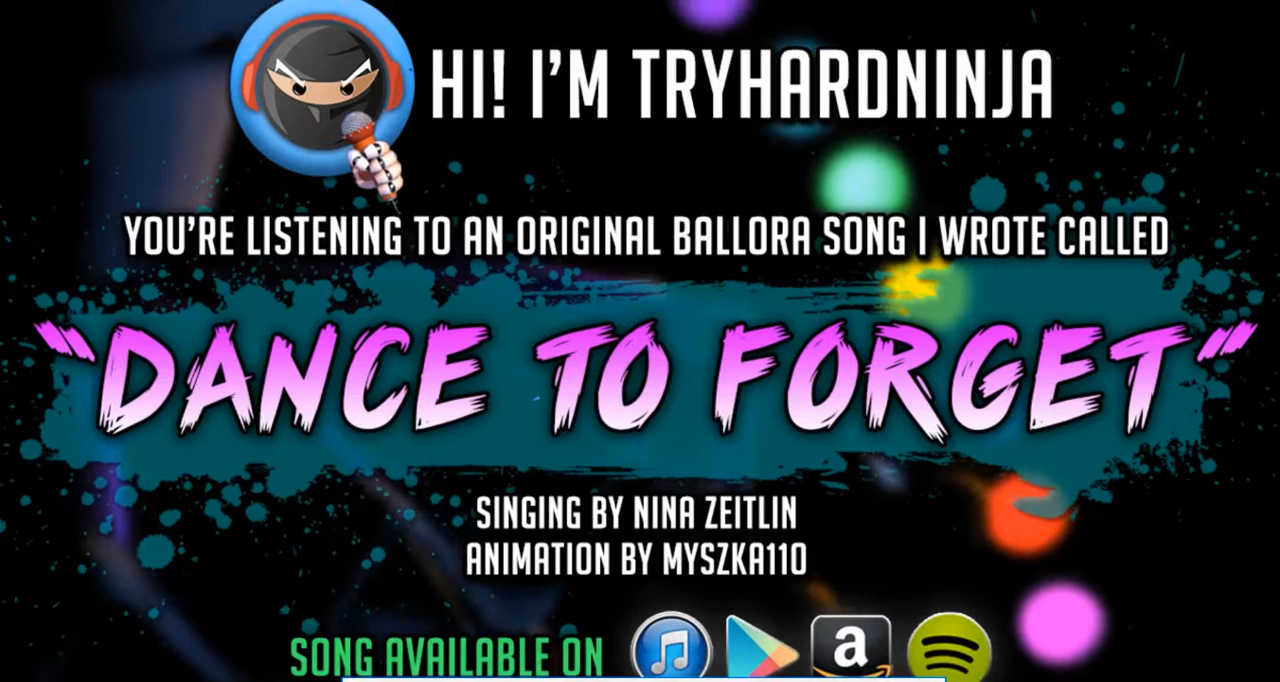 HI! I'M TRYHARDNINJA
YOU'RE LISTENING TO AN ORIGINAL BALLORA SONG I WROTE CALLED
"DANCE TO FORGET"
SINGING BY NINA ZEITLIN
ANIMATION BY MYSZKA110
SONG AVAILABLE ON a